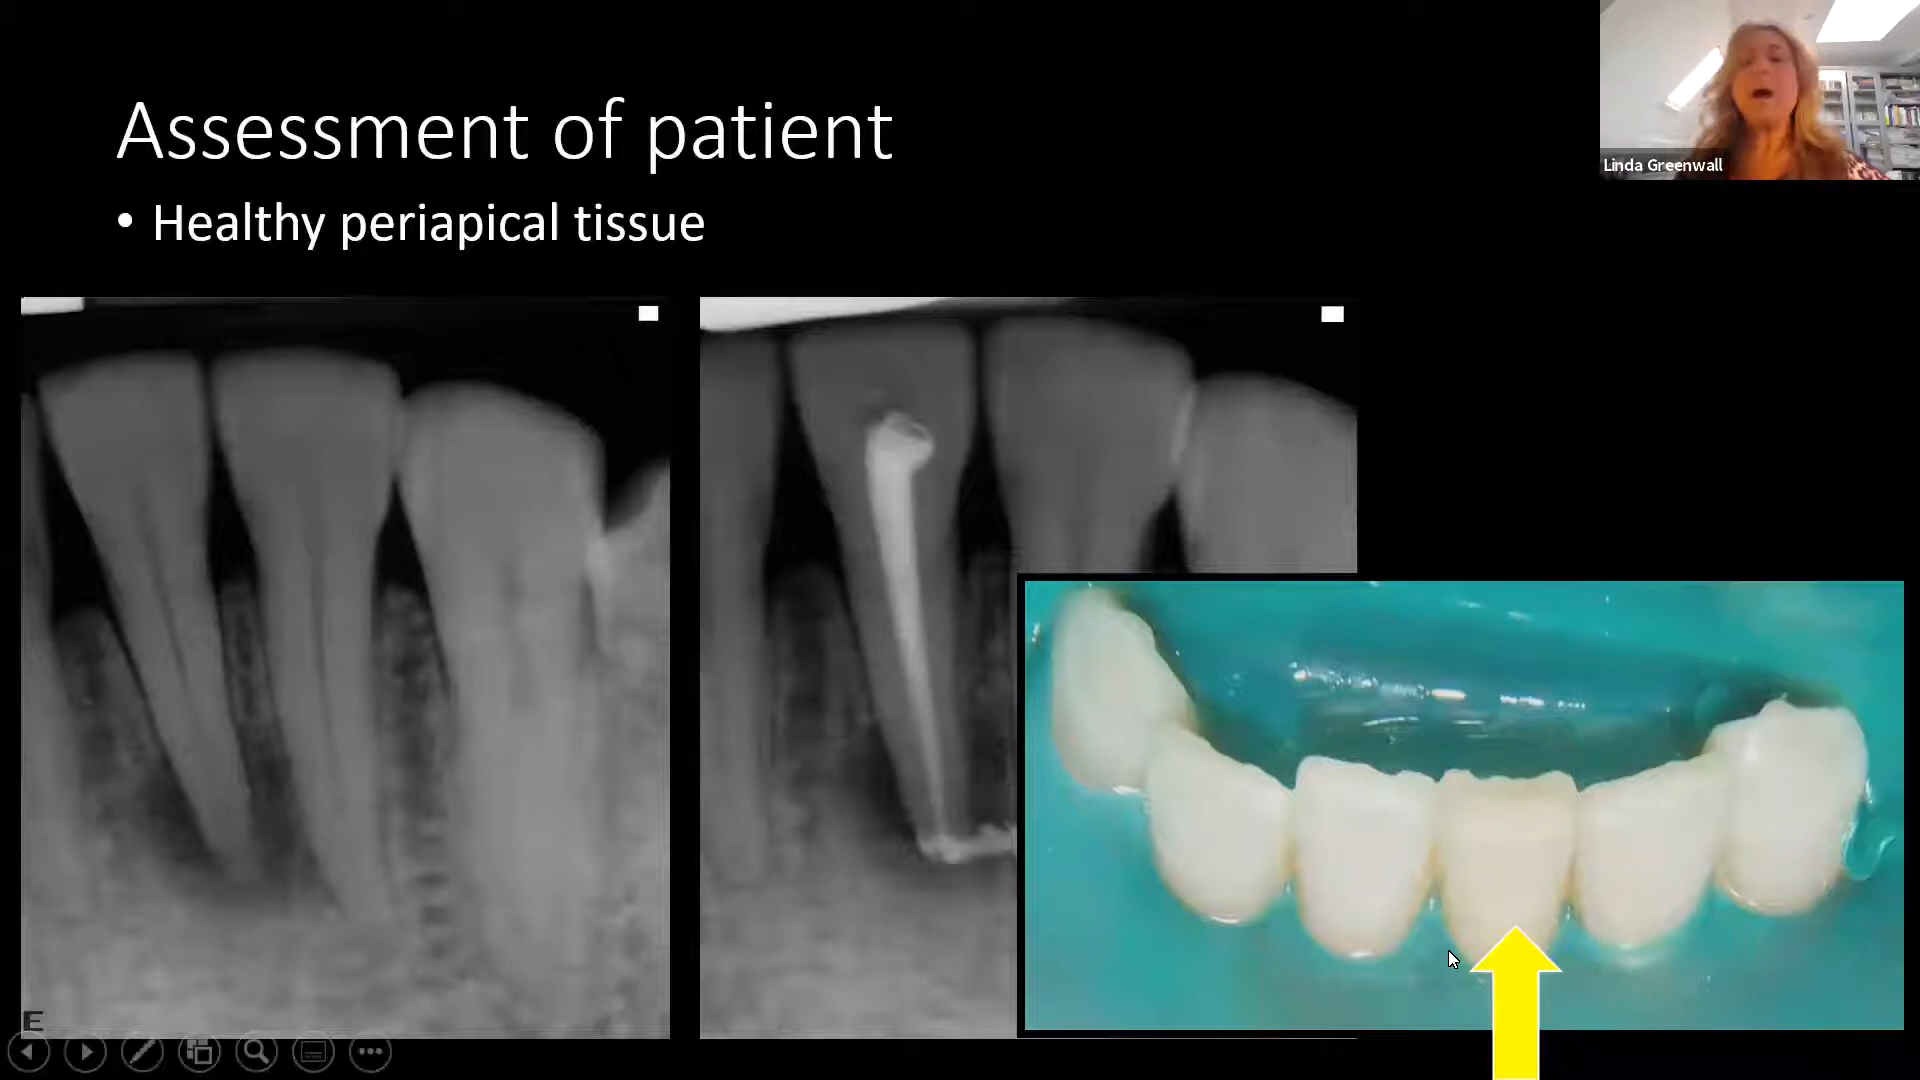 Assessment of patient
• Healthy periapical tissue
Linda Greenwall
E